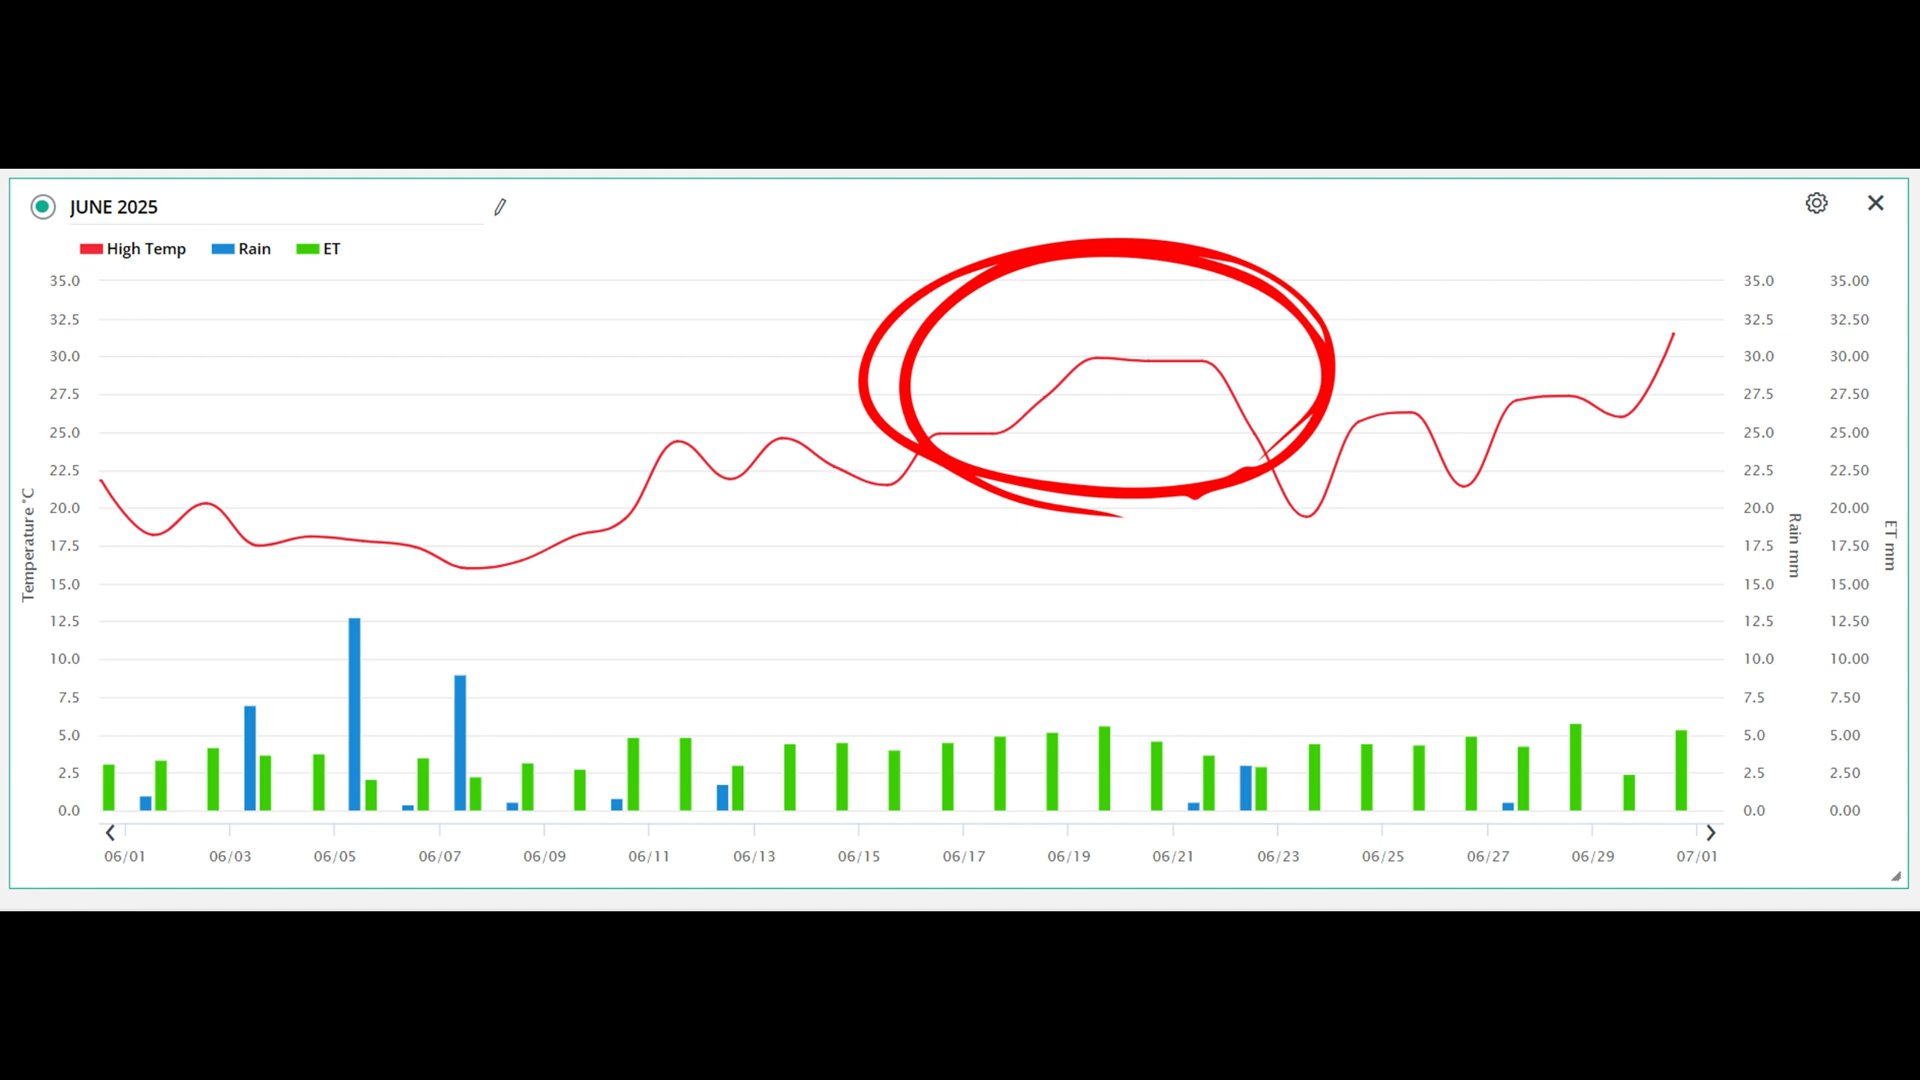 JUNE 2025
High Temp Rain ET
35.0 35.0 35.00
32.5 32.5 32.50
30.0 30.0 30.00
27.5 27.5 27.50
25.0 25.0 25.00
22.5 22.5 22.50
20.0 20.0 20.00
17.5 17.5 17.50
15.0 15.0 15.00
12.5 12.5 12.50
10.0 10.0 10.00
7.5 7.5 7.50
5.0 5.0 5.00
2.5 2.5 2.50
0.0 0.0 0.00
Temperature °C
Rain mm
ET mm
06/01 06/03 06/05 06/07 06/09 06/11 06/13 06/15 06/17 06/19 06/21 06/23 06/25 06/27 06/29 07/01